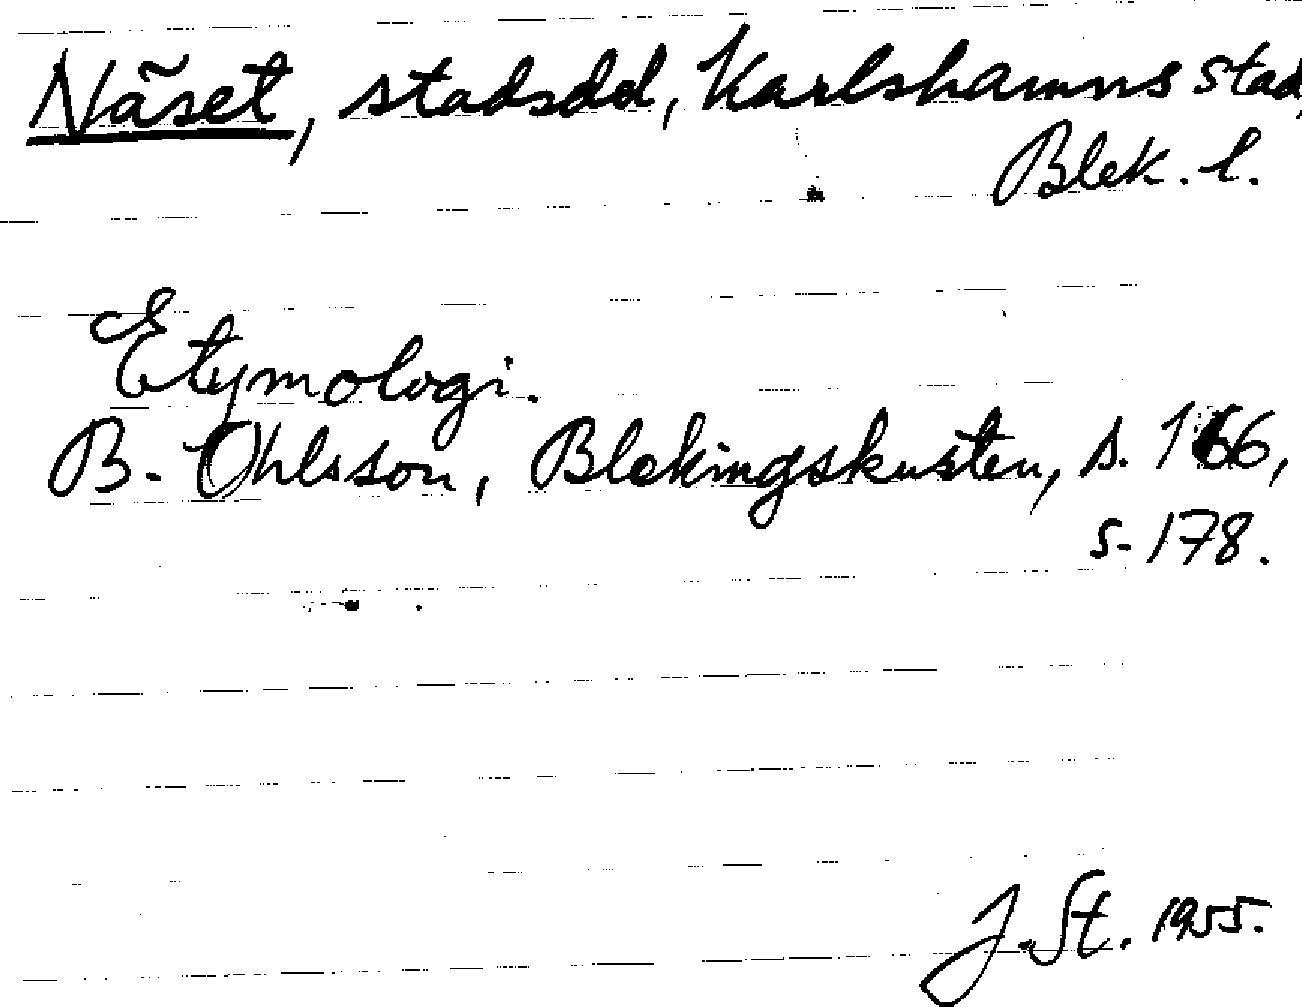 Näset, stadsdel, Karlshamns stad,
Blek. l.
Etymologi.
B. Ohlsson, Blekingskusten, s. 166,
s. 178.
J. St. 1955.